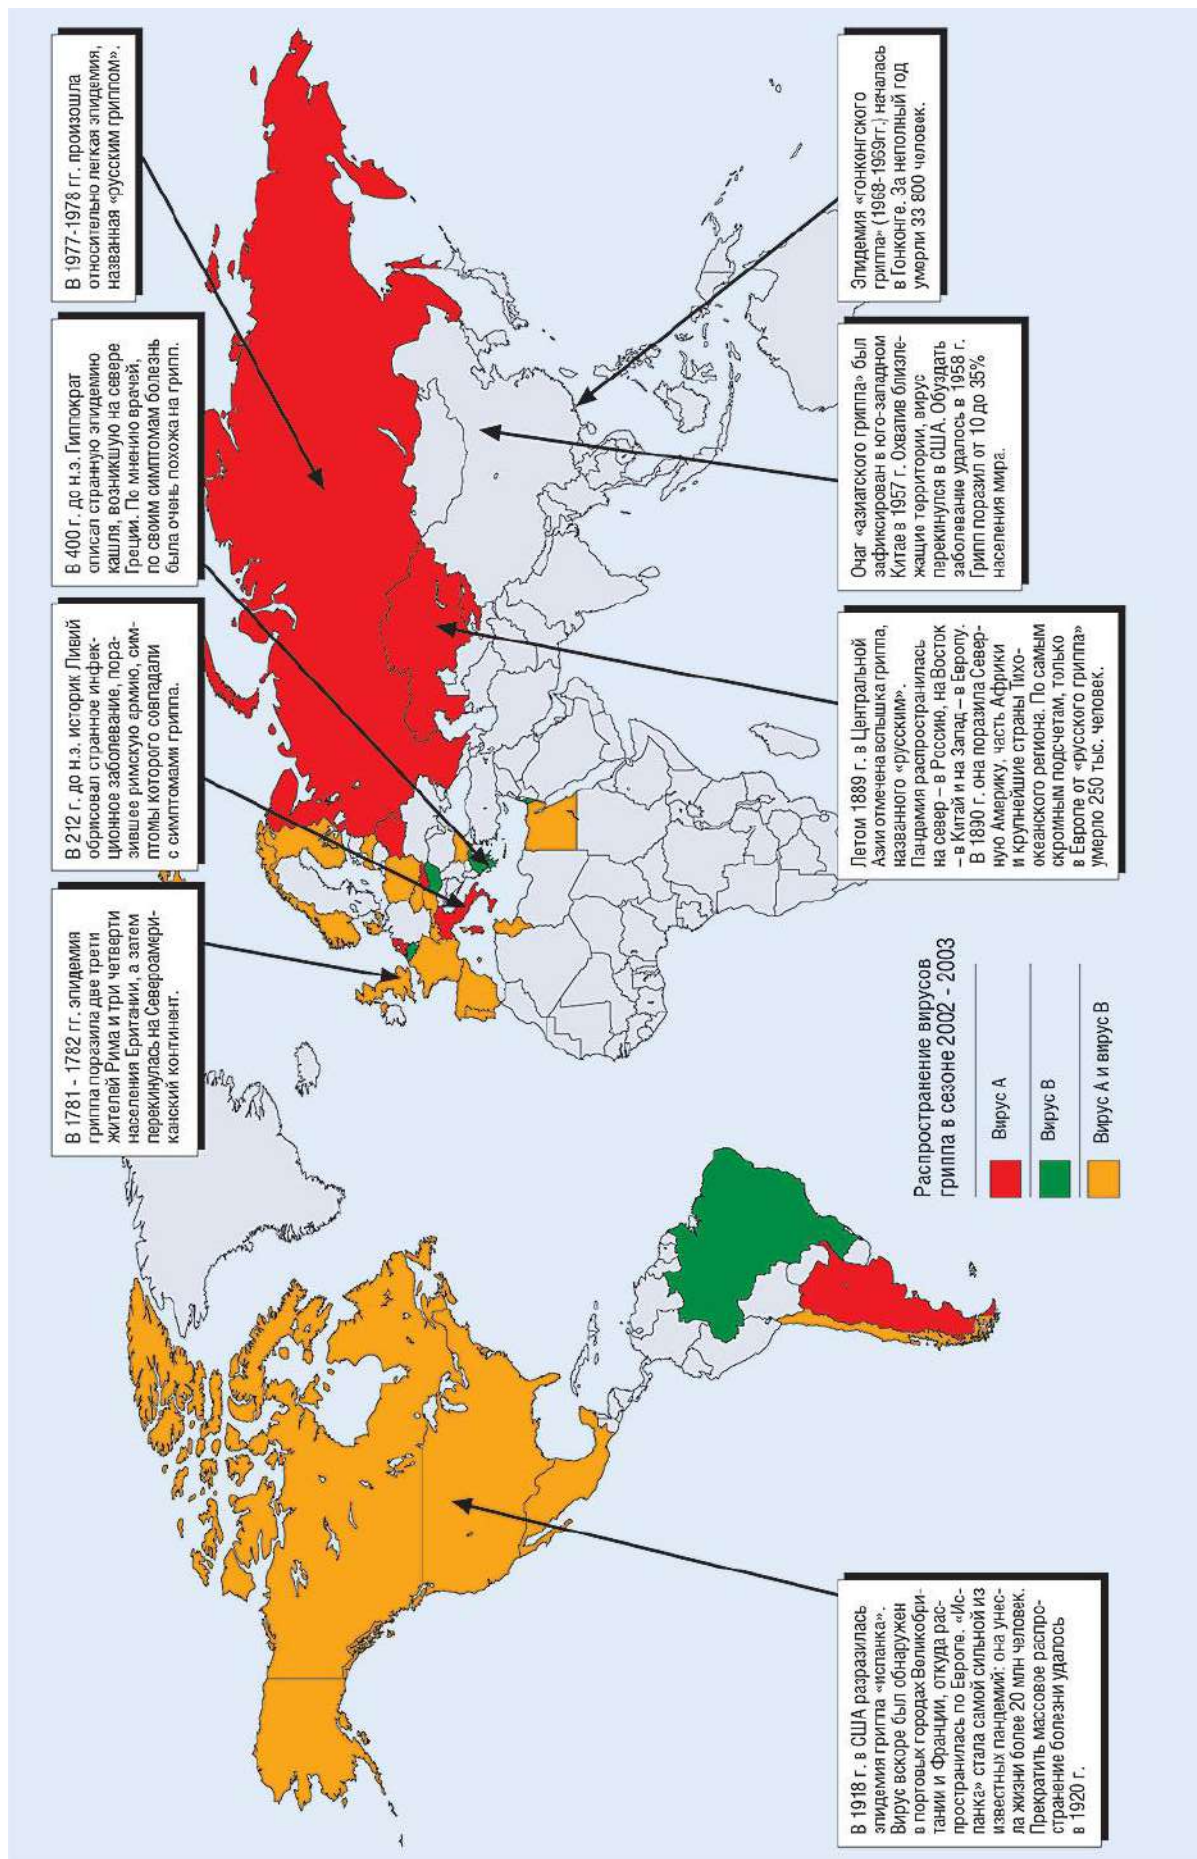 В 1781 - 1782 гг. эпидемия
гриппа поразила две трети
жителей Рима и три четверти
населения Британии, а затем
перекинулась на Североамери-
канский континент.
В 212 г. до н.э. историк Ливий
обрисовал странное инфек-
ционное заболевание, пора-
зившее римскую армию, сим-
птомы которого совпадали
с симптомами гриппа.
В 400 г. до н.э. Гиппократ
описал странную эпидемию
кашля, возникшую на севере
Греции. По мнению врачей,
по своим симптомам болезнь
была очень похожа на грипп.
В 1977-1978 гг. произошла
относительно легкая эпидемия,
названная «русским гриппом».
В 1918 г. в США разразилась
эпидемия гриппа «испанка».
Вирус вскоре был обнаружен
в портовых городах Великобри-
тании и Франции, откуда рас-
пространилась по Европе. «Ис-
панка» стала самой сильной из
известных пандемий: она унес-
ла жизни более 20 млн человек.
Прекратить массовое распро-
странение болезни удалось
в 1920 г.
Распространение вирусов
гриппа в сезоне 2002 - 2003
Вирус А
Вирус В
Вирус А и вирус В
Летом 1889 г. в Центральной
Азии отмечена вспышка гриппа,
названного «русским».
Пандемия распространилась
на север – в Россию, на Восток
– в Китай и на Запад – в Европу.
В 1890 г. она поразила Север-
ную Америку, часть Африки
и крупнейшие страны Тихо-
океанского региона. По самым
скромным подсчетам, только
в Европе от «русского гриппа»
умерло 250 тыс. человек.
Очаг «азиатского гриппа» был
зафиксирован в юго-западном
Китае в 1957 г. Охватив близле-
жащие территории, вирус
перекинулся в США. Обуздать
заболевание удалось в 1958 г.
Грипп поразил от 10 до 35%
населения мира.
Эпидемия «гонконгского
гриппа» (1968-1969гг.) началась
в Гонконге. За неполный год
умерли 33 800 человек.